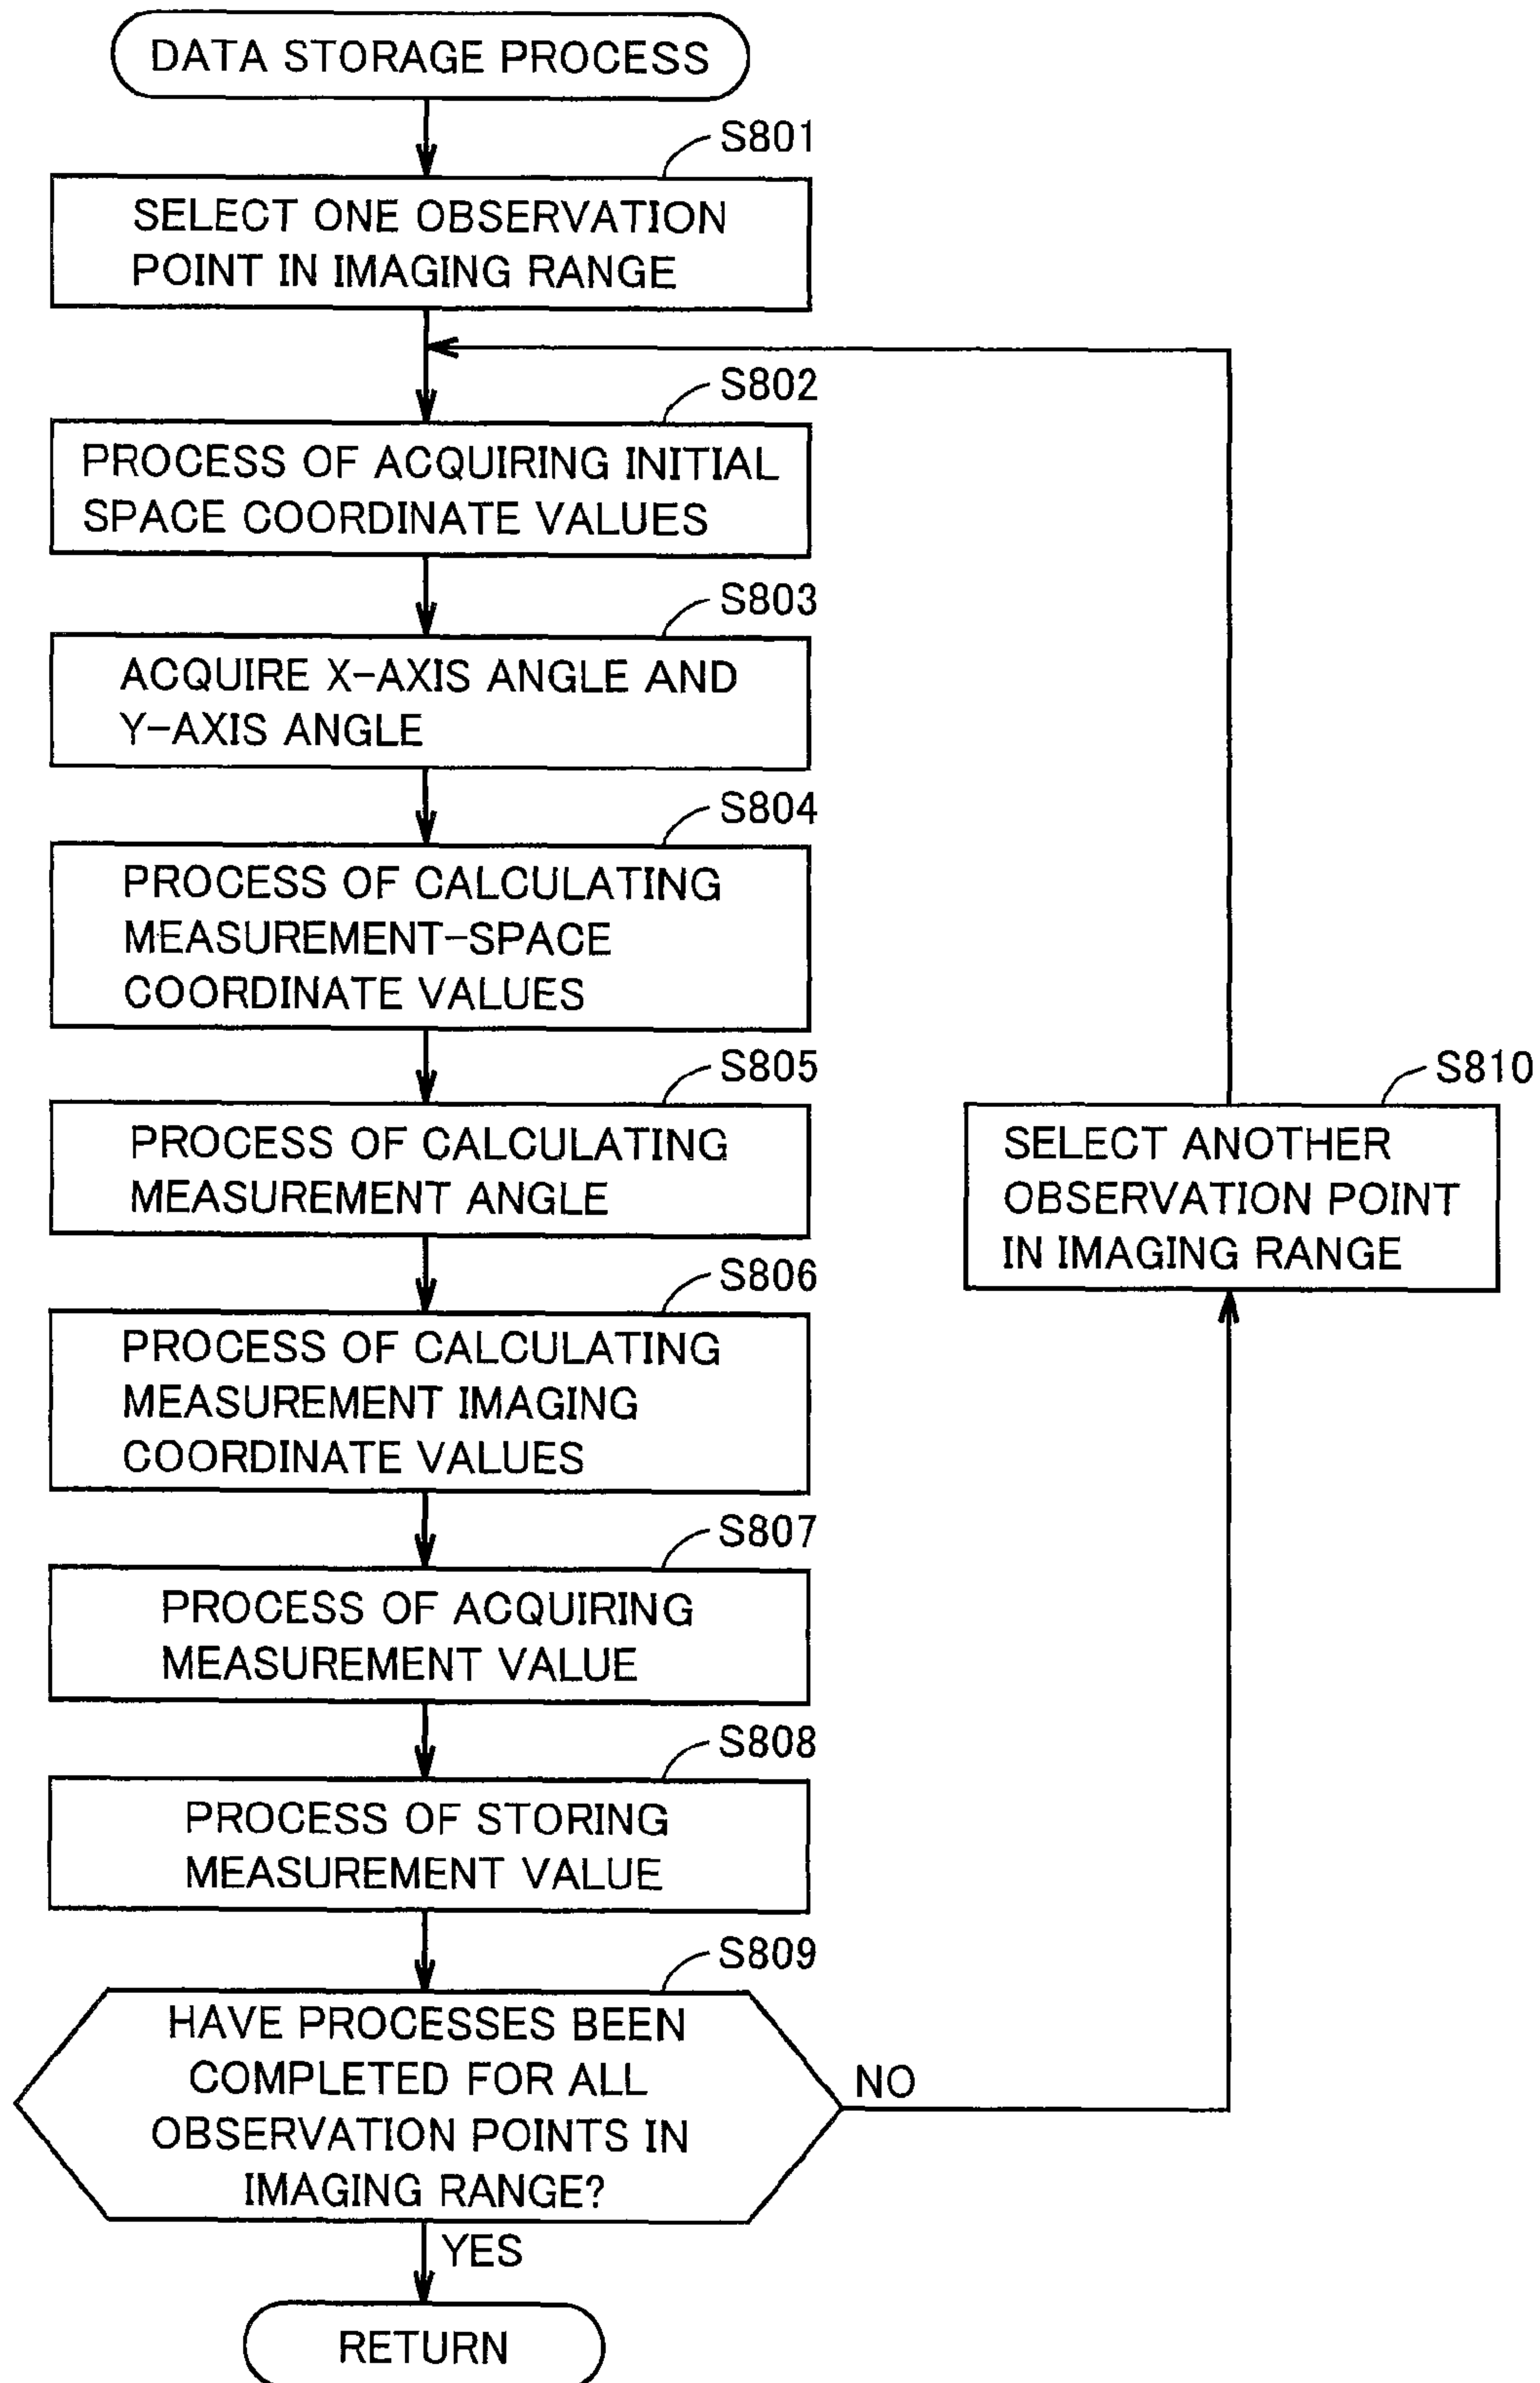 DATA STORAGE PROCESS
S801
SELECT ONE OBSERVATION
POINT IN IMAGING RANGE
S802
PROCESS OF ACQUIRING INITIAL
SPACE COORDINATE VALUES
S803
ACQUIRE X-AXIS ANGLE AND
Y-AXIS ANGLE
S804
PROCESS OF CALCULATING
MEASUREMENT-SPACE
COORDINATE VALUES
S805
PROCESS OF CALCULATING
MEASUREMENT ANGLE
S810
SELECT ANOTHER
OBSERVATION POINT
IN IMAGING RANGE
S806
PROCESS OF CALCULATING
MEASUREMENT IMAGING
COORDINATE VALUES
S807
PROCESS OF ACQUIRING
MEASUREMENT VALUE
S808
PROCESS OF STORING
MEASUREMENT VALUE
S809
HAVE PROCESSES BEEN
COMPLETED FOR ALL
OBSERVATION POINTS IN
IMAGING RANGE?
NO
YES
RETURN